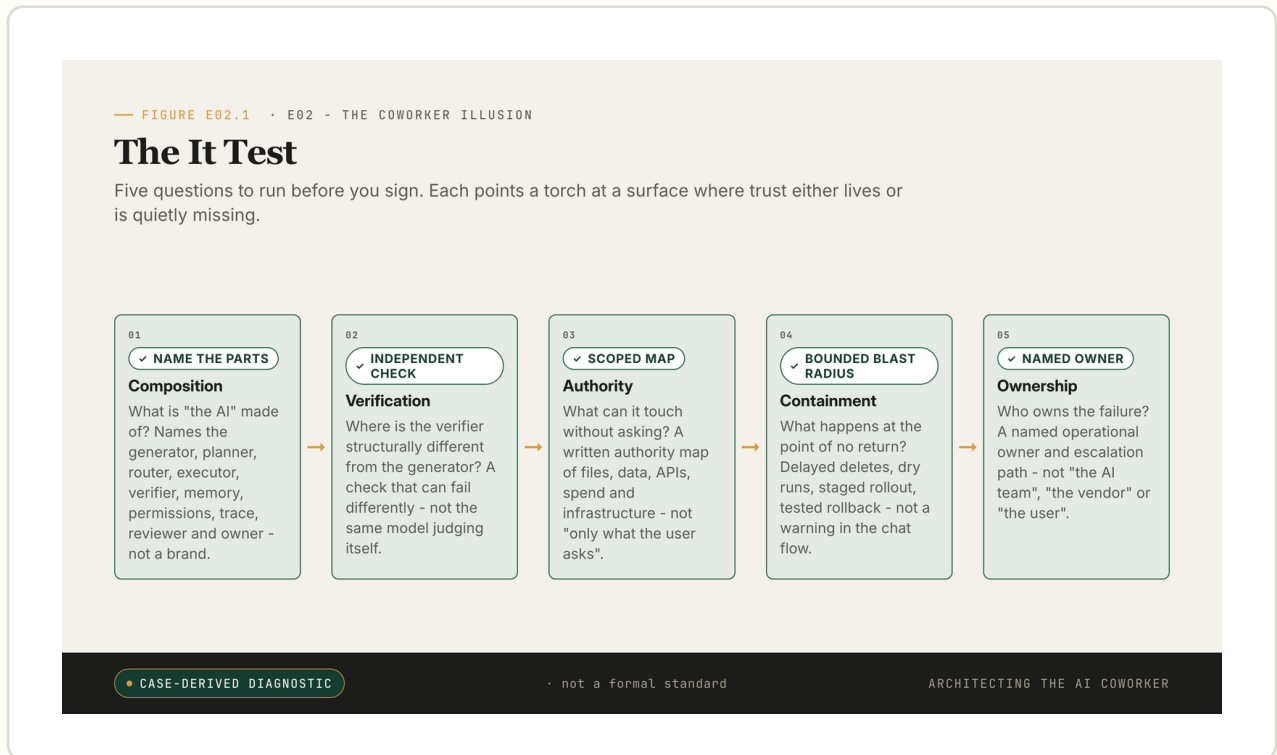 FIGURE E02.1 · E02 - THE COWORKER ILLUSION
The It Test
Five questions to run before you sign. Each points a torch at a surface where trust either lives or
is quietly missing.
01
✓ NAME THE PARTS
Composition
What is "the AI" made
of? Names the
generator, planner,
router, executor,
verifier, memory,
permissions, trace,
reviewer and owner -
not a brand.
02
✓ INDEPENDENT
CHECK
Verification
Where is the verifier
structurally different
from the generator? A
check that can fail
differently - not the
same model judging
itself.
03
✓ SCOPED MAP
Authority
What can it touch
without asking? A
written authority map
of files, data, APIs,
spend and
infrastructure - not
"only what the user
asks".
04
✓ BOUNDED BLAST
RADIUS
Containment
What happens at the
point of no return?
Delayed deletes, dry
runs, staged rollout,
tested rollback - not a
warning in the chat
flow.
05
✓ NAMED OWNER
Ownership
Who owns the failure?
A named operational
owner and escalation
path - not "the AI
team", "the vendor" or
"the user".
CASE-DERIVED DIAGNOSTIC
· not a formal standard
ARCHITECTING THE AI COWORKER